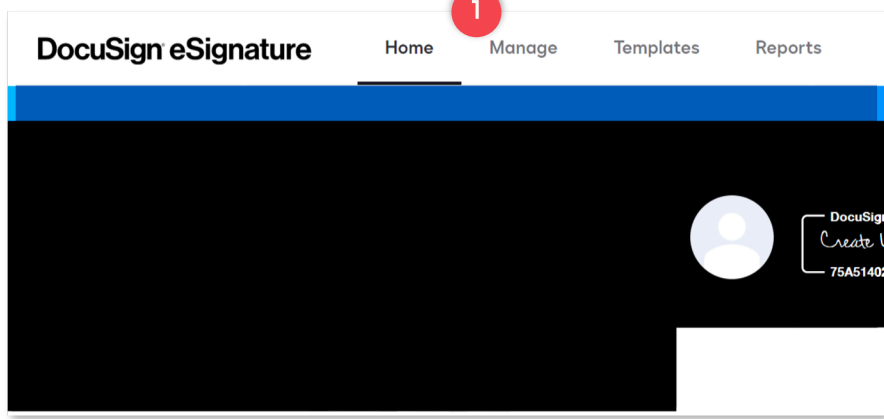 1
DocuSign eSignature Home Manage Templates Reports
DocuSign
Create
75A51402